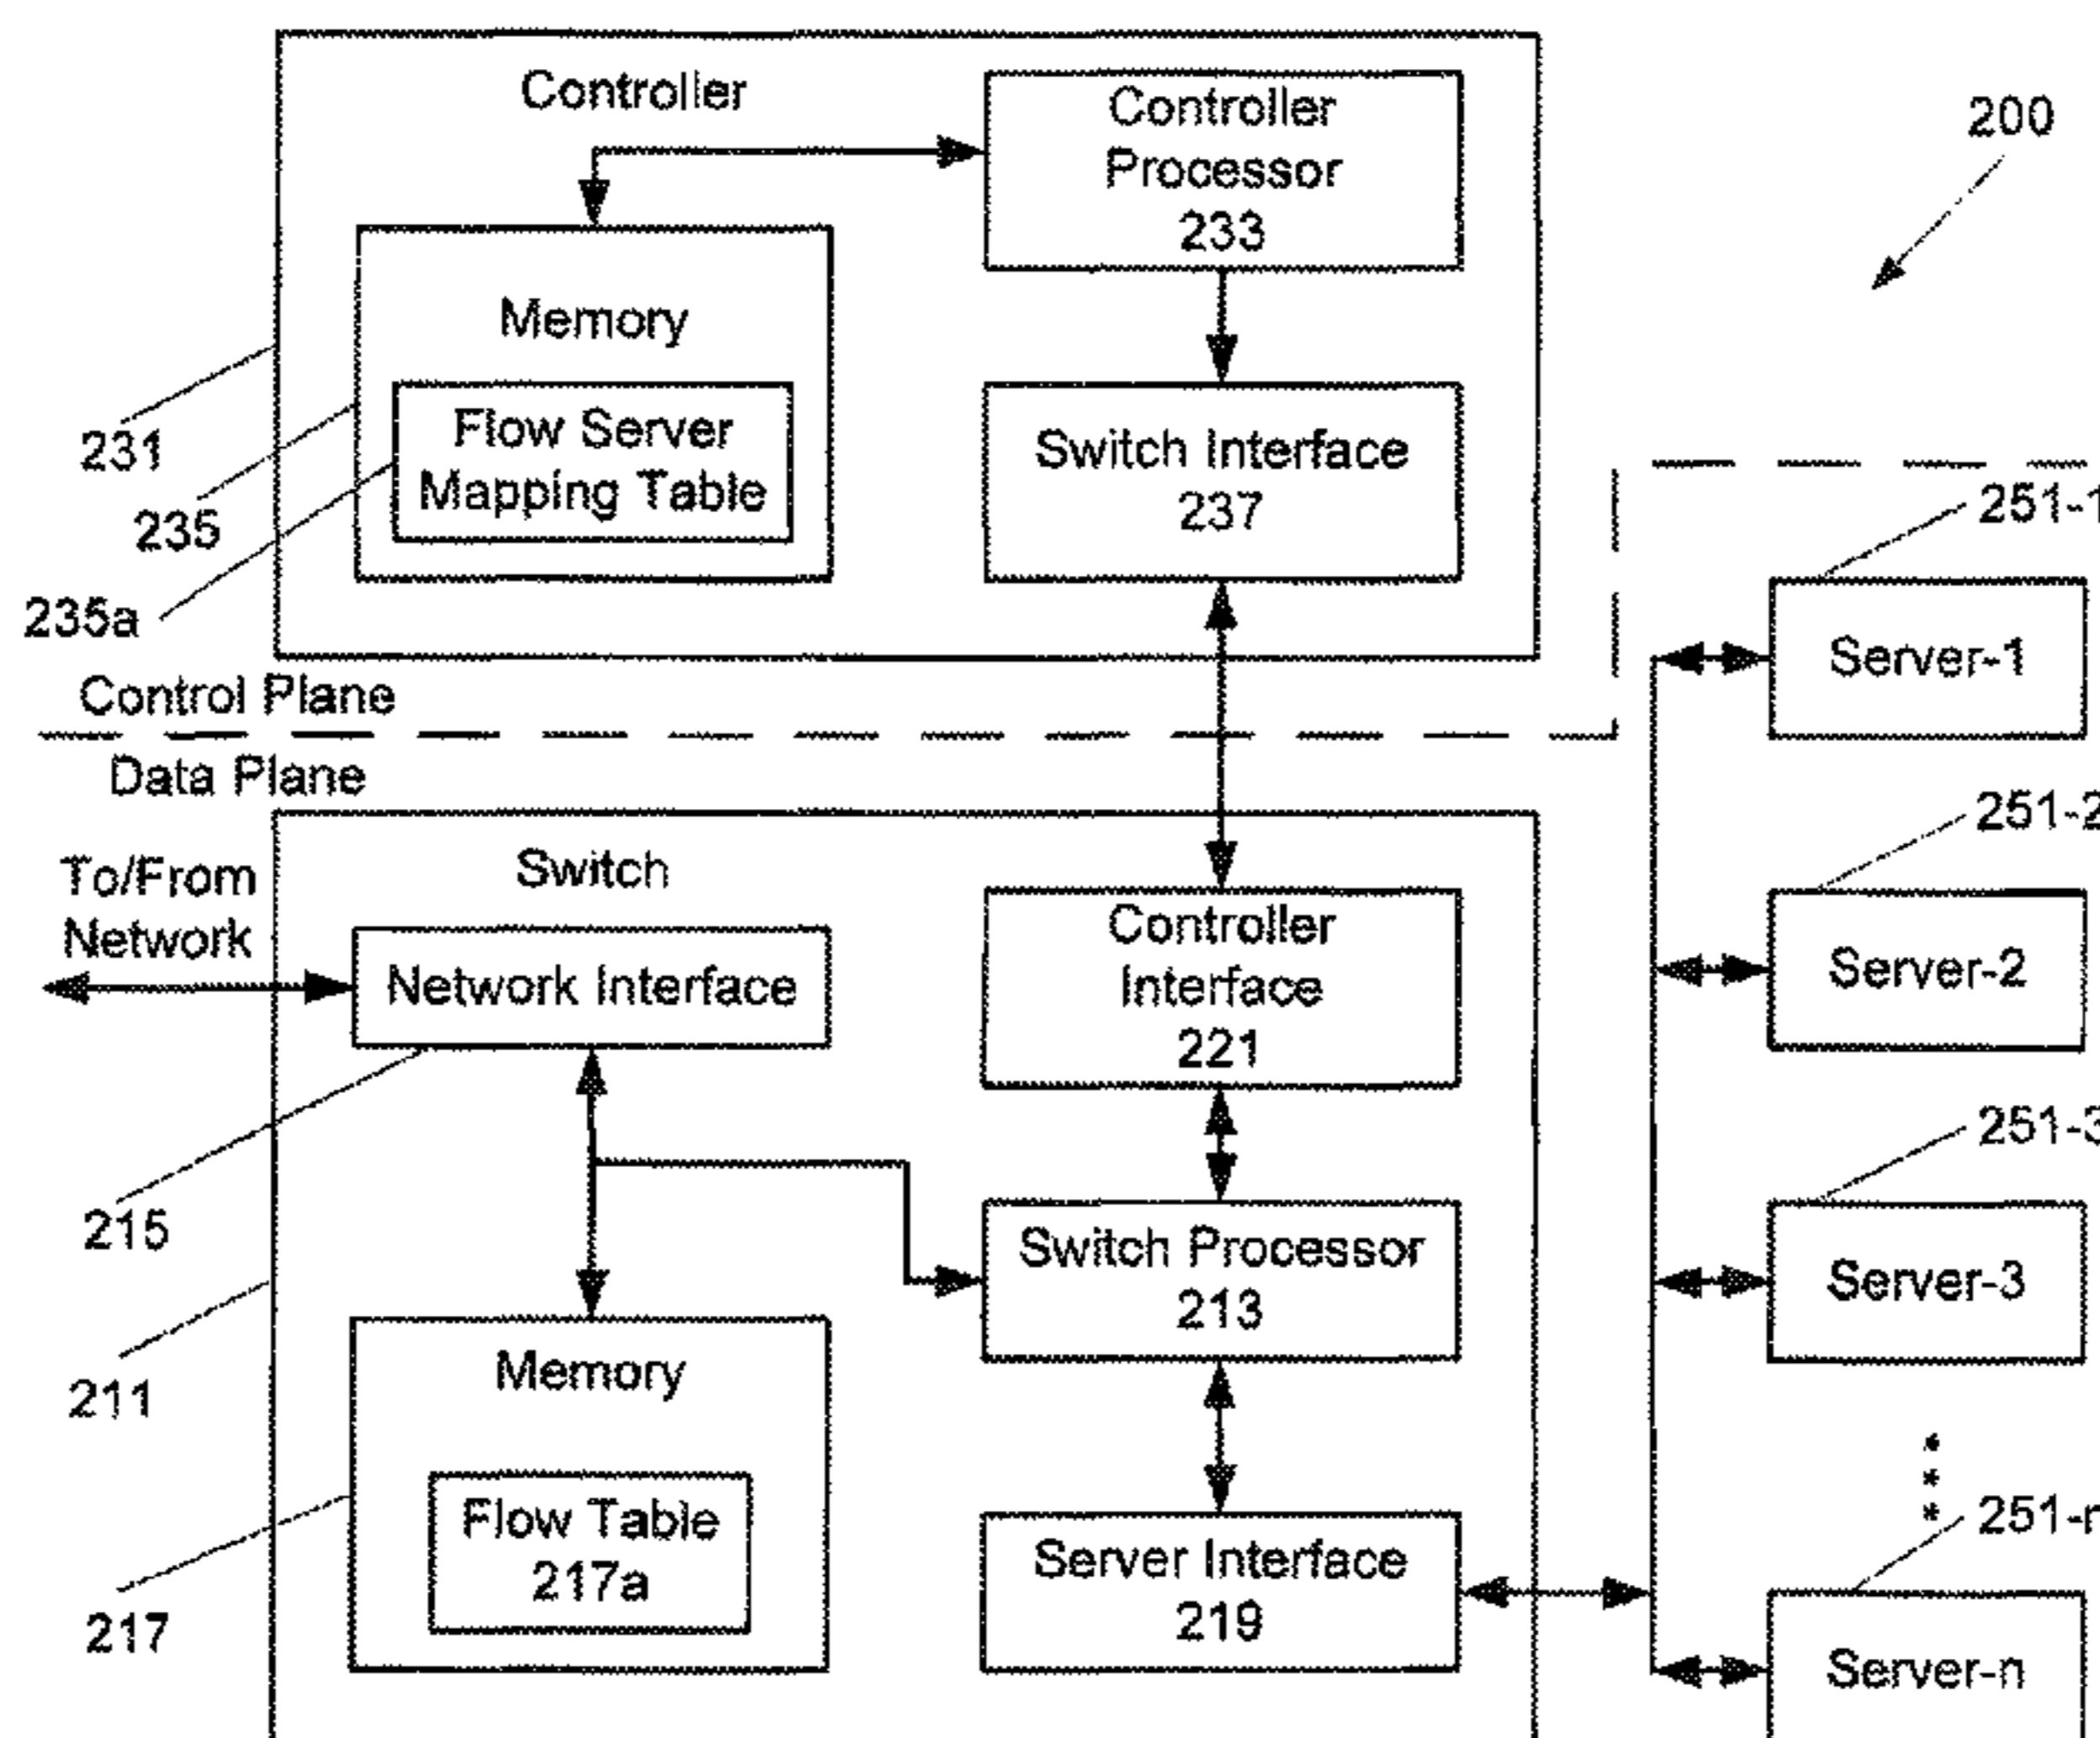 Controller
Controller
Processor
233
200
Memory
Flow Server
Mapping Table
Switch Interface
237
231
235
235a
251-1
Server-1
Control Plane
Data Plane
251-2
To/From
Network
Switch
Network Interface
Controller
Interface
221
Server-2
251-3
215
Switch Processor
213
Server-3
211
Memory
Flow Table
217a
217
Server Interface
219
251-n
Server-n